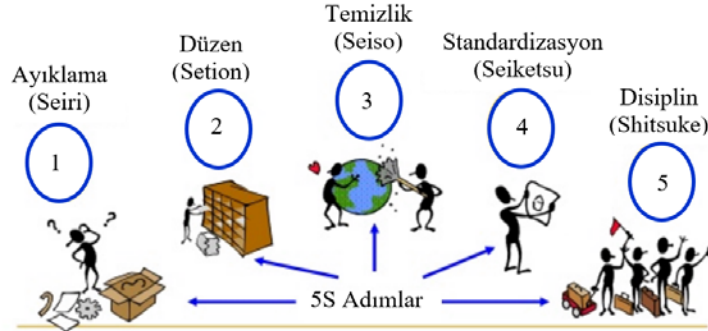 Ayıklama
(Seiri)
1
Düzen
(Setion)
2
Temizlik
(Seiso)
3
Standardizasyon
(Seiketsu)
4
Disiplin
(Shitsuke)
5
? ?
5S Adımlar